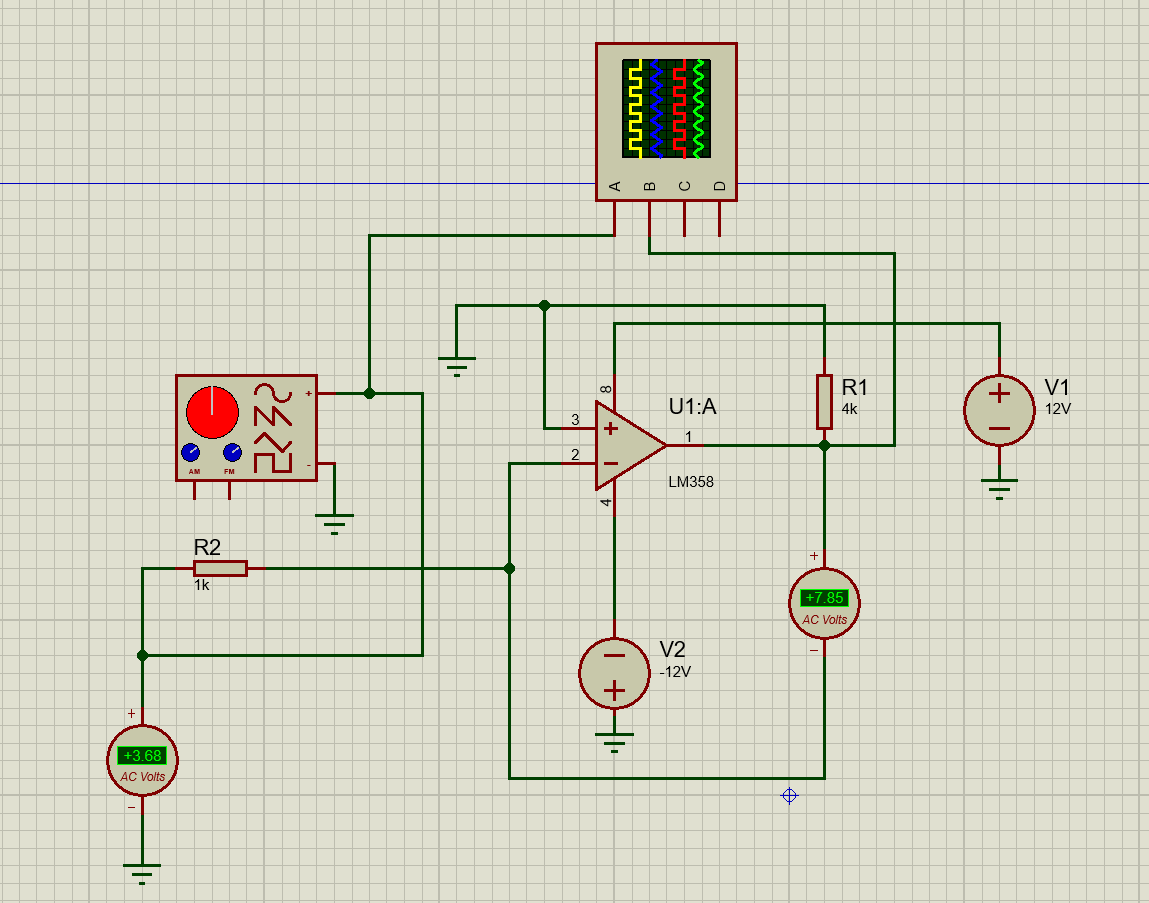 A B C D
+
-
AM FM
R1
4k
V1
12V
8
3
+
2
−
1
U1:A
LM358
4
R2
1k
+
+7.85
AC Volts
−
V2
-12V
+
+3.68
AC Volts
−